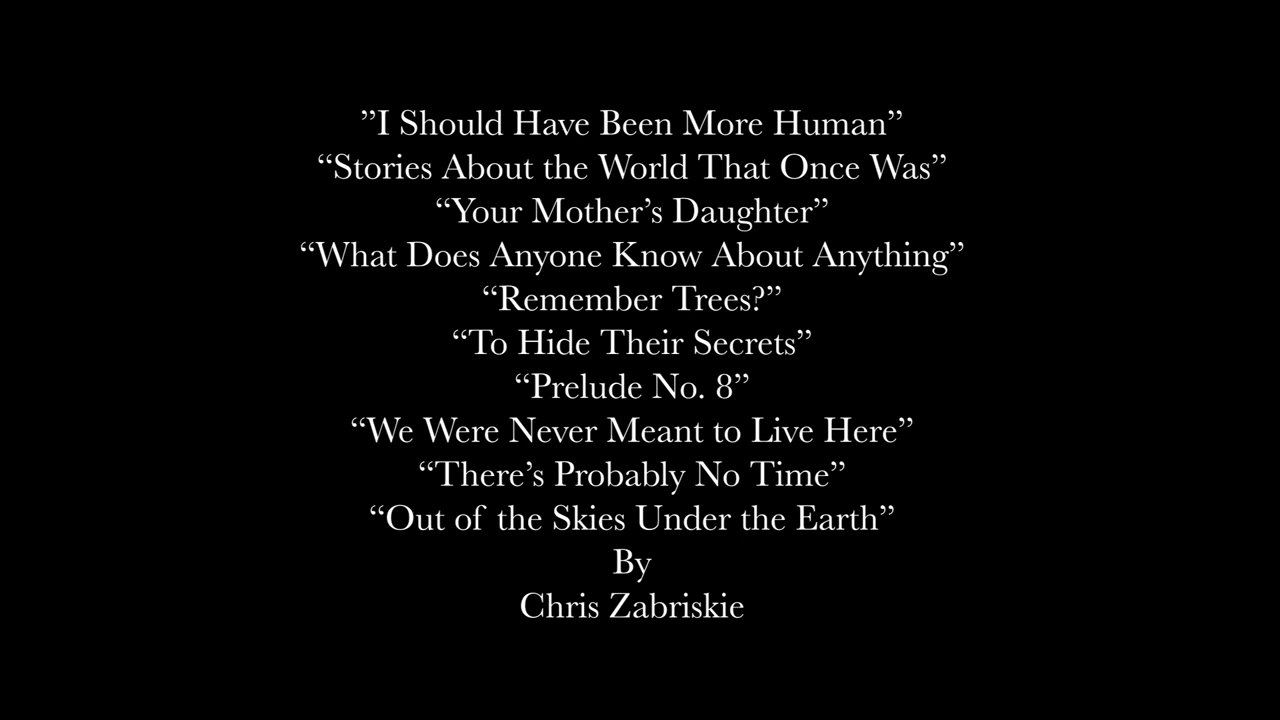 ”I Should Have Been More Human”
“Stories About the World That Once Was”
“Your Mother’s Daughter”
“What Does Anyone Know About Anything”
“Remember Trees?”
“To Hide Their Secrets”
“Prelude No. 8”
“We Were Never Meant to Live Here”
“There’s Probably No Time”
“Out of the Skies Under the Earth”
By
Chris Zabriskie